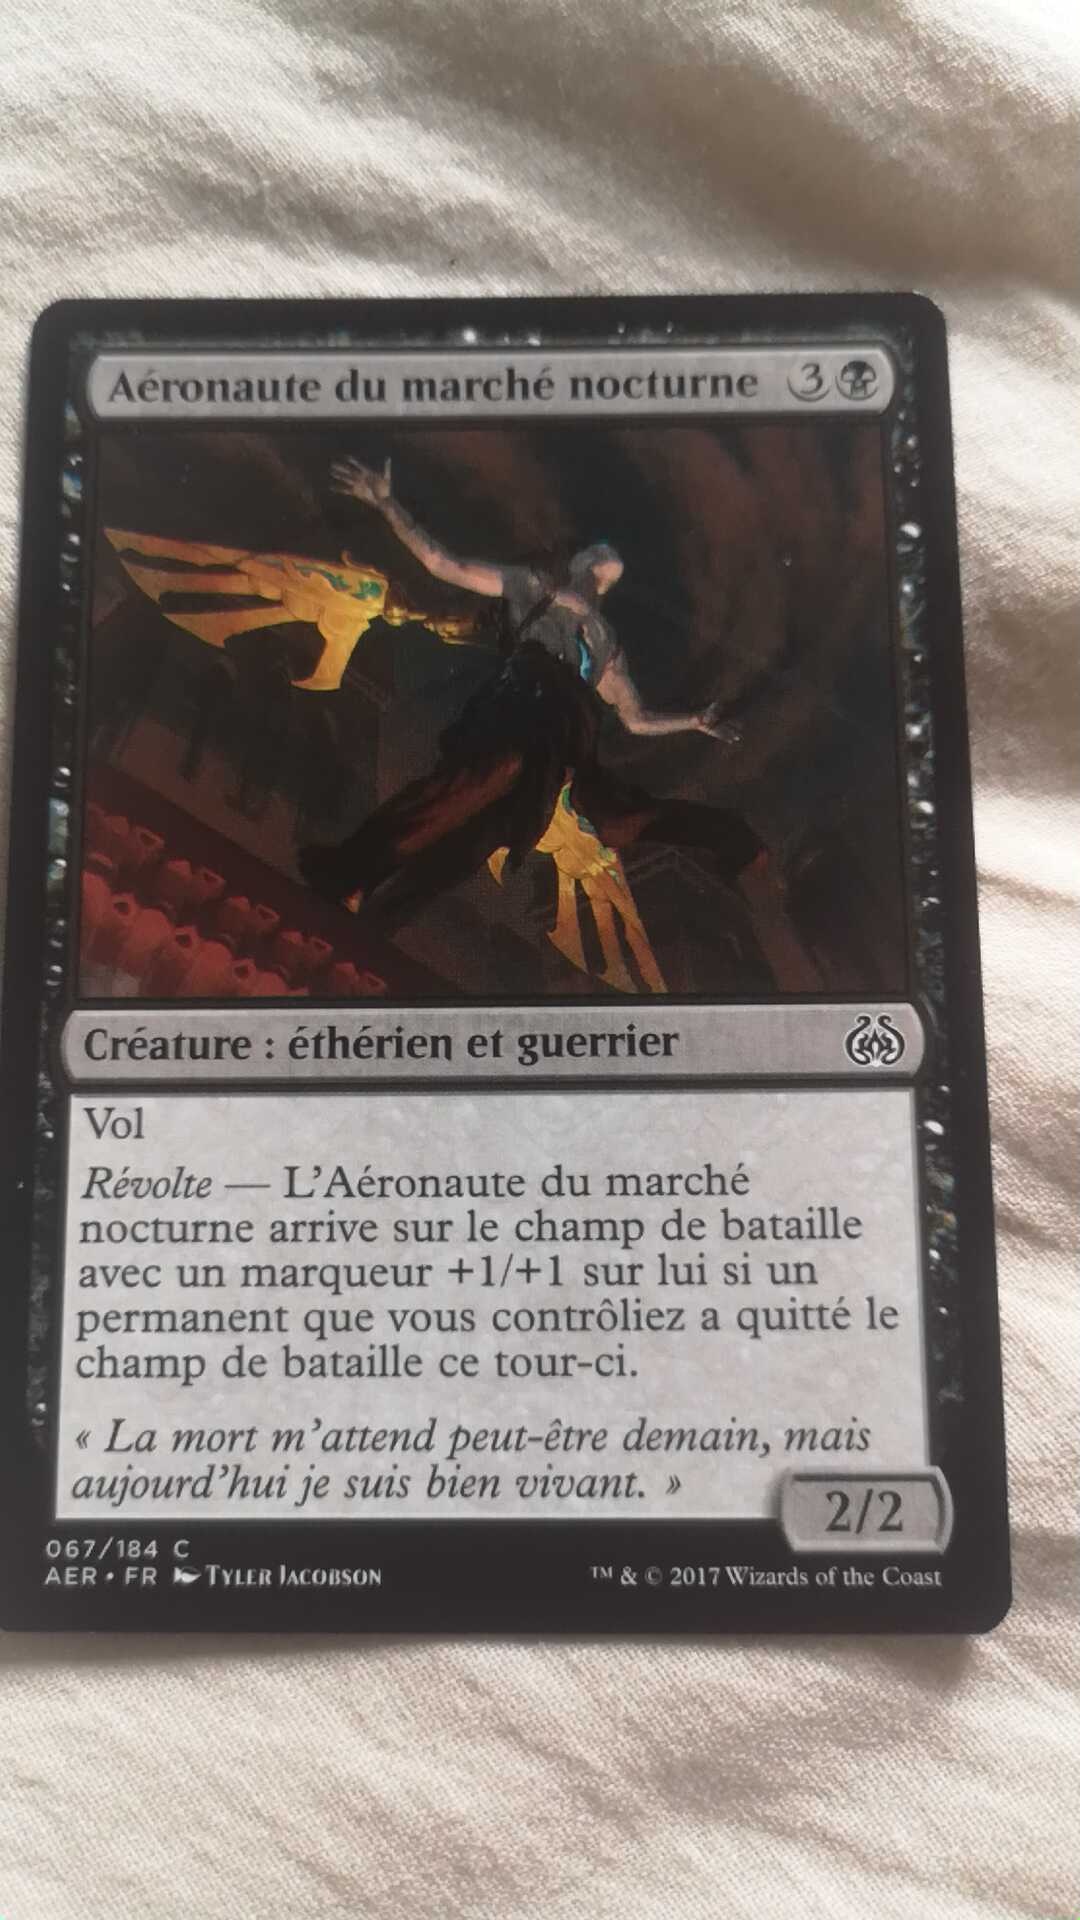 Aéronaute du marché nocturne 3
Créature : éthérien et guerrier
Vol
Révolte — L'Aéronaute du marché
nocturne arrive sur le champ de bataille
avec un marqueur +1/+1 sur lui si un
permanent que vous contrôliez a quitté le
champ de bataille ce tour-ci.
« La mort m'attend peut-être demain, mais
aujourd'hui je suis bien vivant. »
2/2
067/184 C
AER • FR Tyler Jacobson
™ & © 2017 Wizards of the Coast